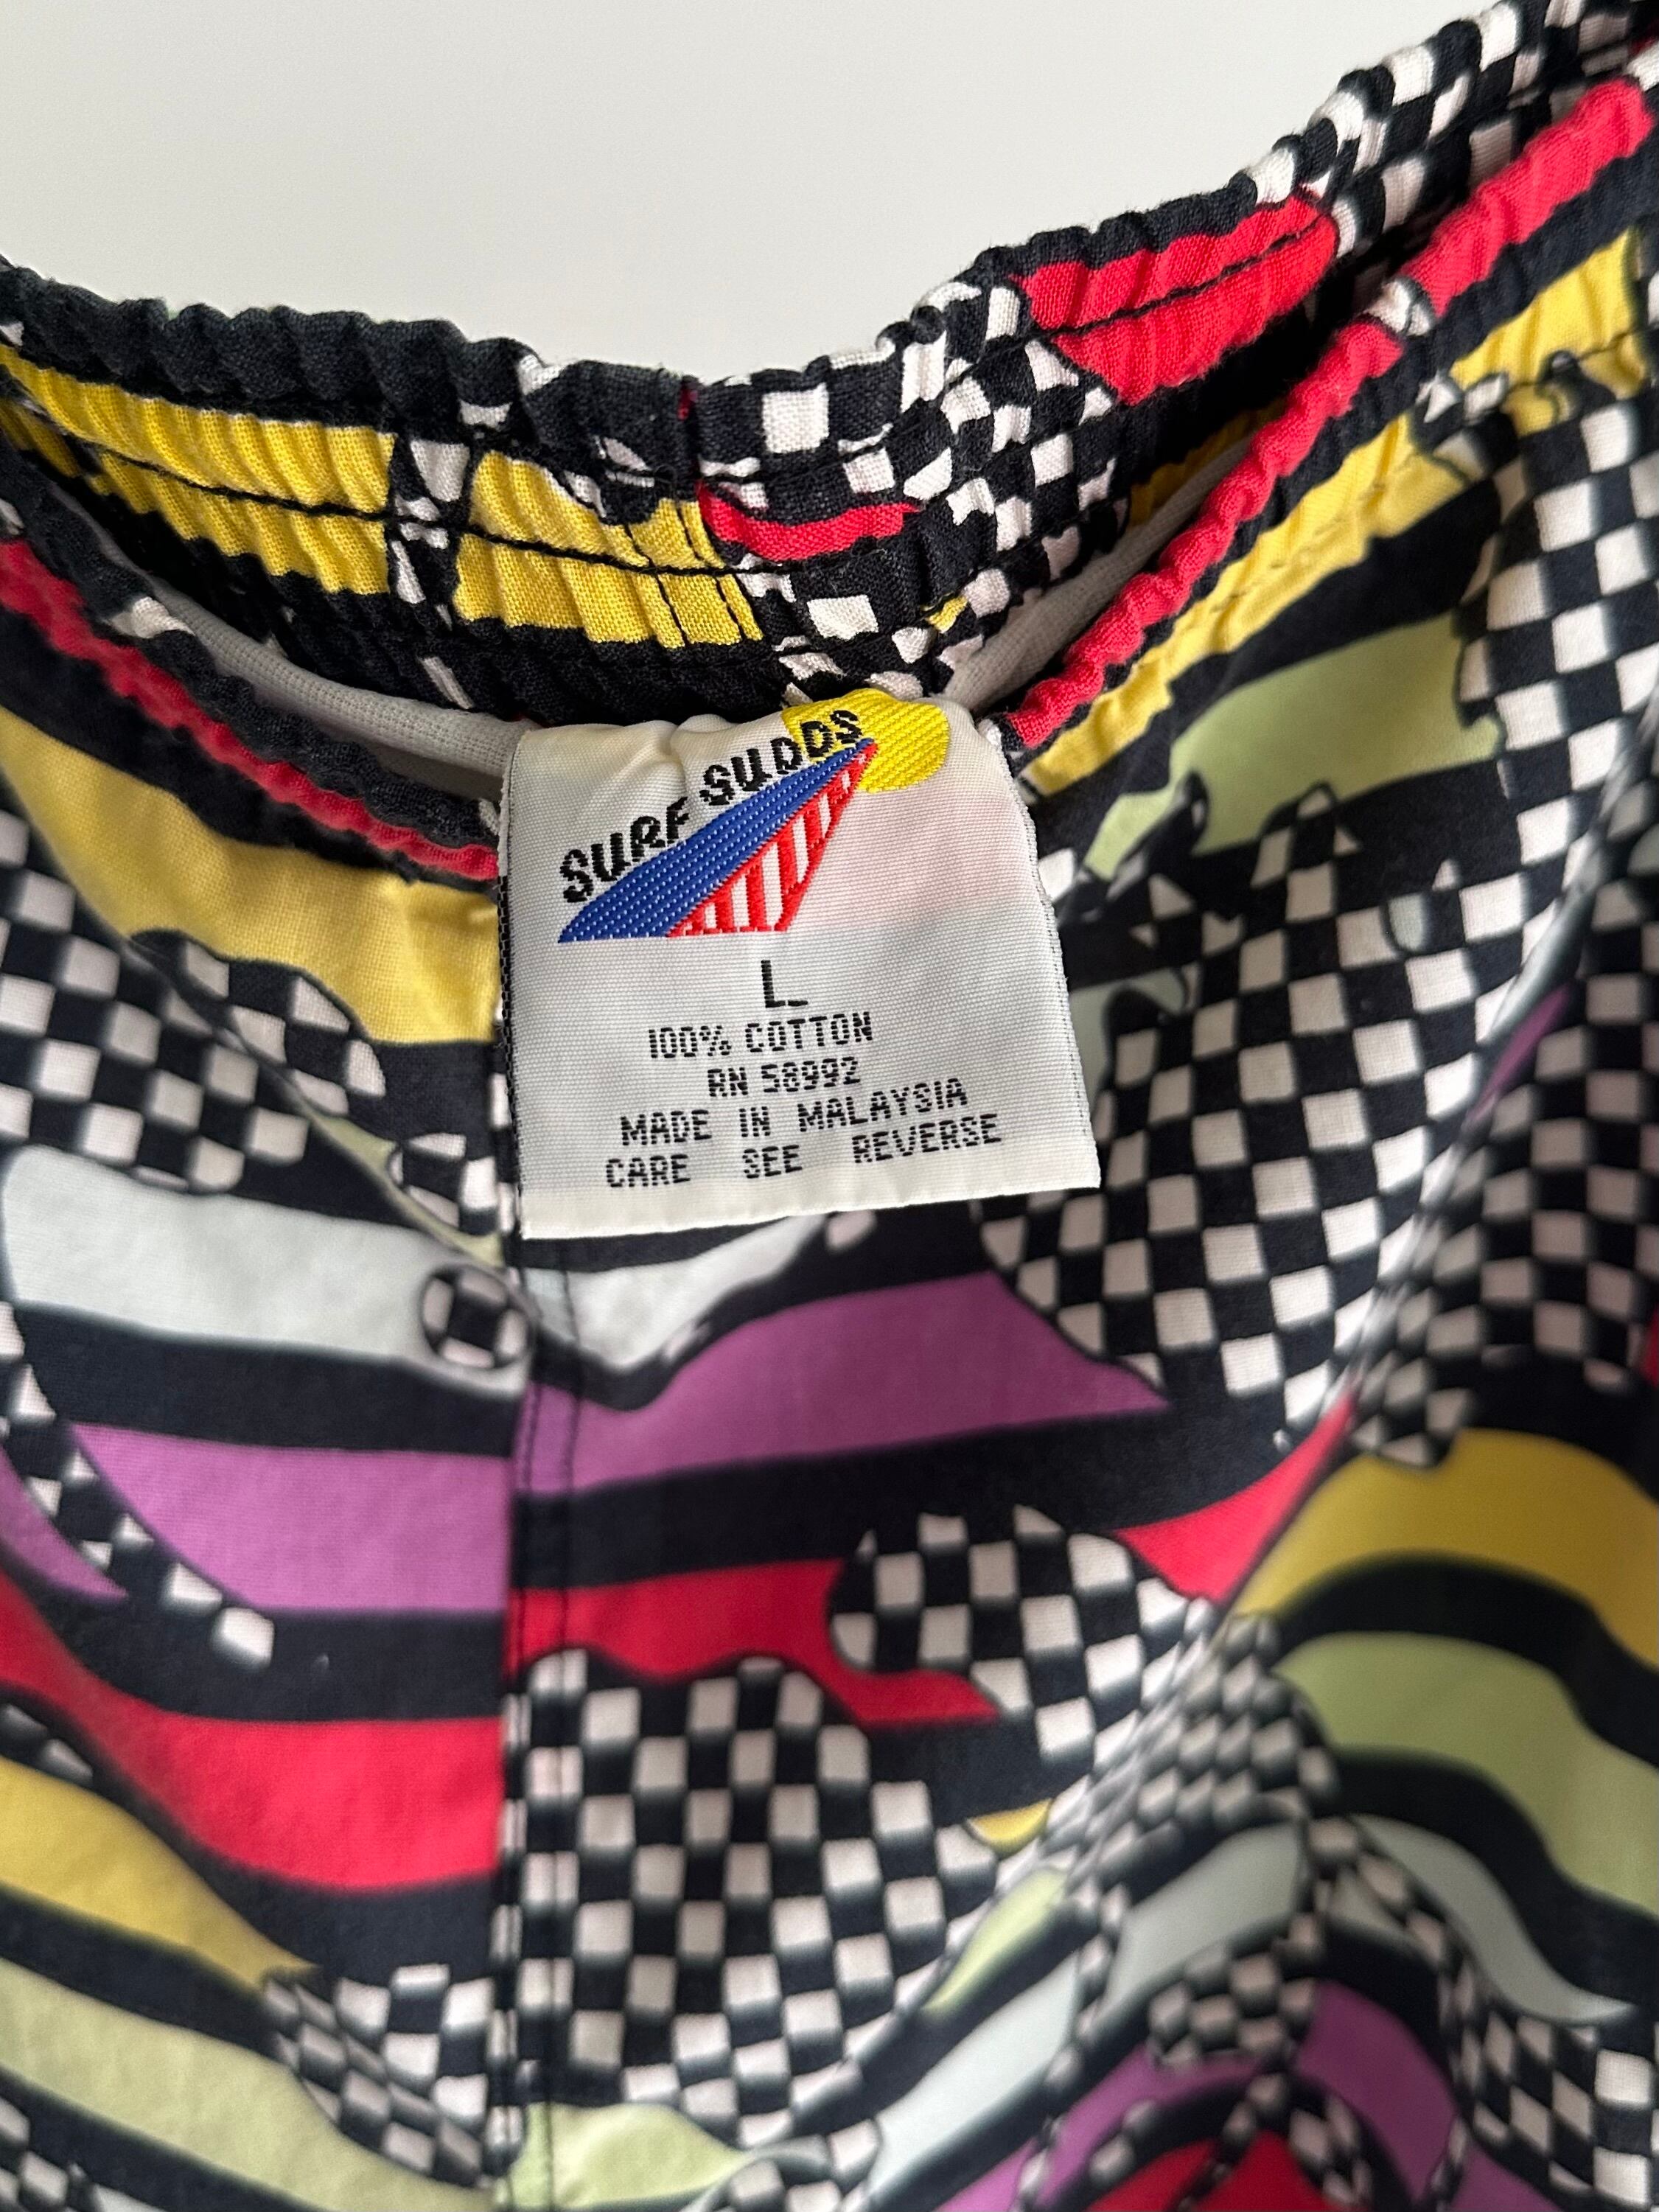 SURF SUDDS
L
100% COTTON
RN 58992
MADE IN MALAYSIA
CARE SEE REVERSE